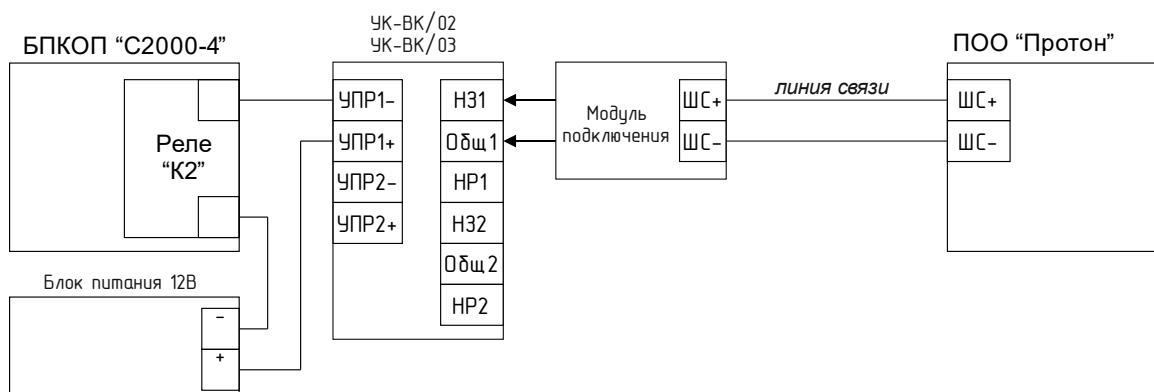 УК-ВК/02
УК-ВК/03
БПКОП “С2000-4”
ПОО “Протон”
Реле
“К2”
УПР1-
УПР1+
УПР2-
УПР2+
НЗ1
Общ1
НР1
НЗ2
Общ2
НР2
Модуль
подключения
ШС+
ШС-
линия связи
ШС+
ШС-
Блок питания 12В
-
+